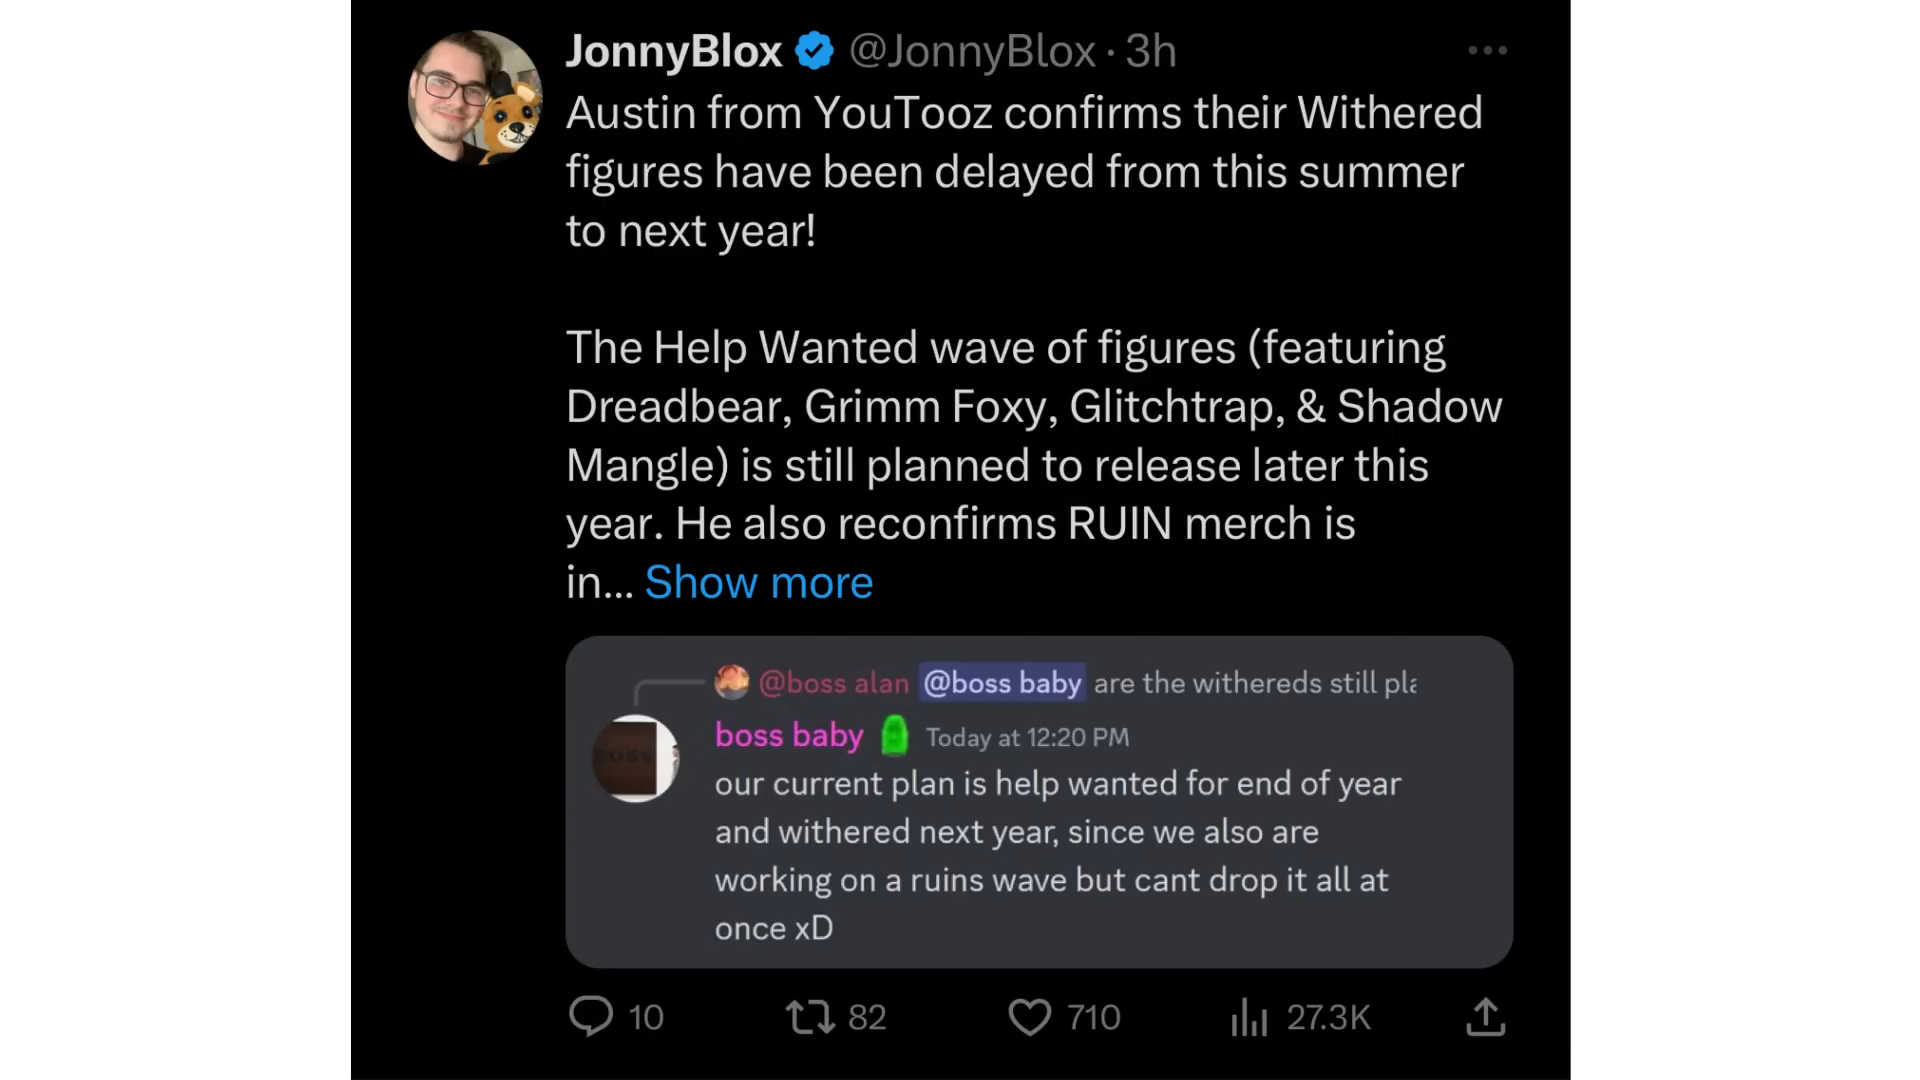 JonnyBlox @JonnyBlox · 3h
Austin from YouTooz confirms their Withered
figures have been delayed from this summer
to next year!
The Help Wanted wave of figures (featuring
Dreadbear, Grimm Foxy, Glitchtrap, & Shadow
Mangle) is still planned to release later this
year. He also reconfirms RUIN merch is
in... Show more
@boss alan @boss baby are the withereds still pla
boss baby Today at 12:20 PM
BOSS
our current plan is help wanted for end of year
and withered next year, since we also are
working on a ruins wave but cant drop it all at
once xD
10 82 710 27.3K